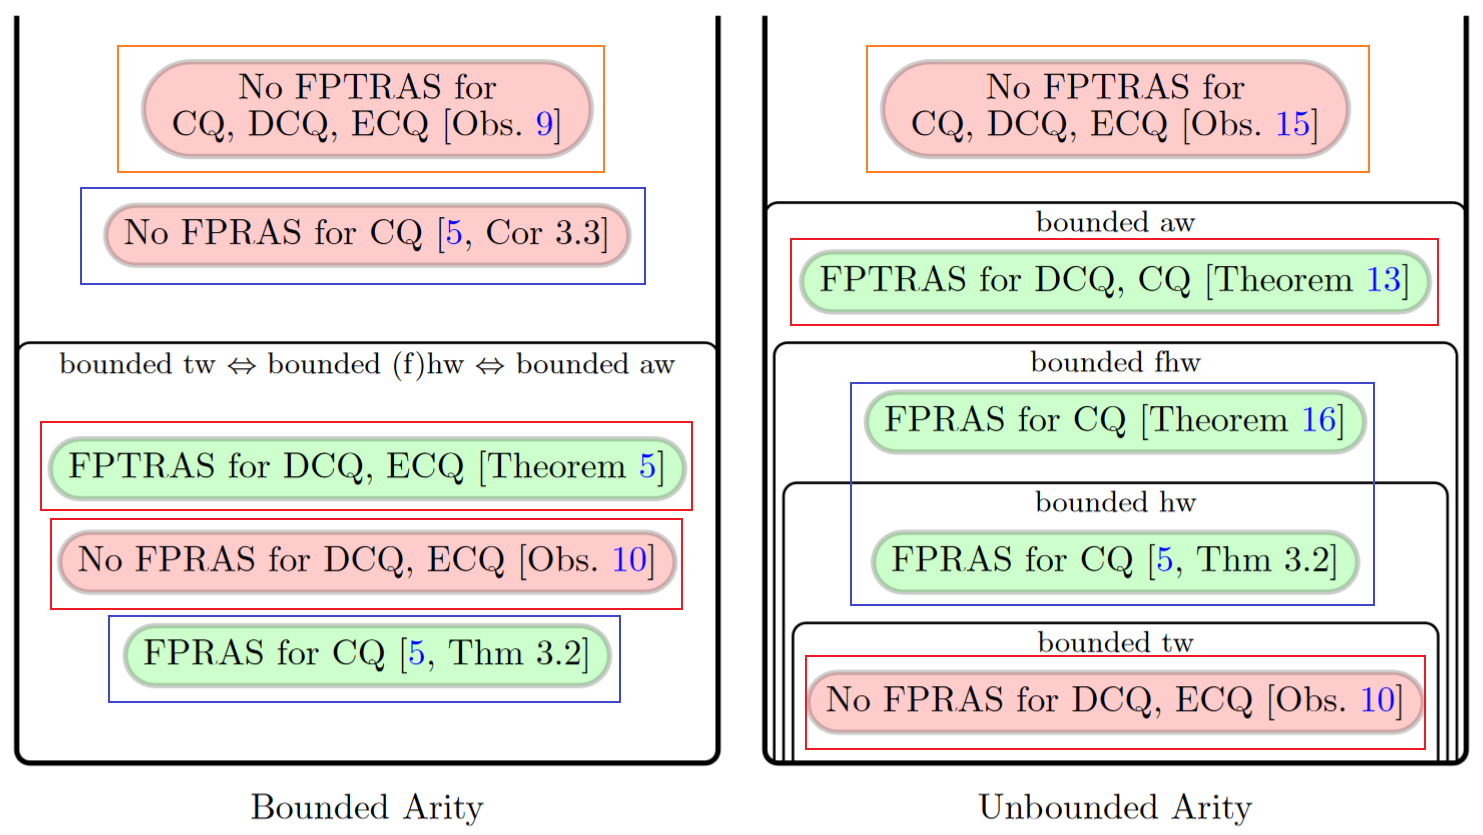 No FPTRAS for
CQ, DCQ, ECQ [Obs. 9]
No FPRAS for CQ [5, Cor 3.3]
bounded tw ⇔ bounded (f)hw ⇔ bounded aw
FPTRAS for DCQ, ECQ [Theorem 5]
No FPRAS for DCQ, ECQ [Obs. 10]
FPRAS for CQ [5, Thm 3.2]
Bounded Arity
No FPTRAS for
CQ, DCQ, ECQ [Obs. 15]
bounded aw
FPTRAS for DCQ, CQ [Theorem 13]
bounded fhw
FPRAS for CQ [Theorem 16]
bounded hw
FPRAS for CQ [5, Thm 3.2]
bounded tw
No FPRAS for DCQ, ECQ [Obs. 10]
Unbounded Arity